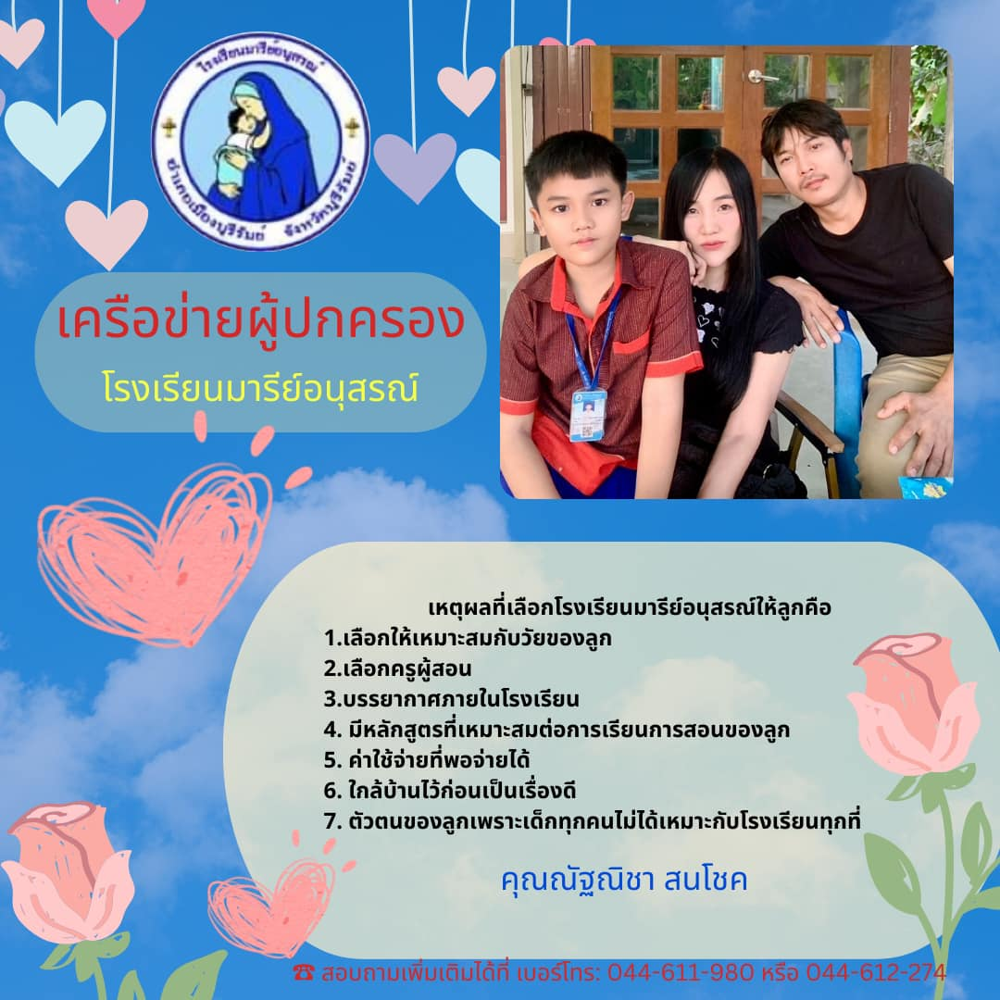 โรงเรียนมารีย์อนุสรณ์
อำเภอเมืองบุรีรัมย์ จังหวัดบุรีรัมย์
เครือข่ายผู้ปกครอง
โรงเรียนมารีย์อนุสรณ์
เหตุผลที่เลือกโรงเรียนมารีย์อนุสรณ์ให้ลูกคือ
1.เลือกให้เหมาะสมกับวัยของลูก
2.เลือกครูผู้สอน
3.บรรยากาศภายในโรงเรียน
4. มีหลักสูตรที่เหมาะสมต่อการเรียนการสอนของลูก
5. ค่าใช้จ่ายที่พอจ่ายได้
6. ใกล้บ้านไว้ก่อนเป็นเรื่องดี
7. ตัวตนของลูกเพราะเด็กทุกคนไม่ได้เหมาะกับโรงเรียนทุกที่
คุณณัฐณิชา สนโชค
☎ สอบถามเพิ่มเติมได้ที่ เบอร์โทร: 044-611-980 หรือ 044-612-274